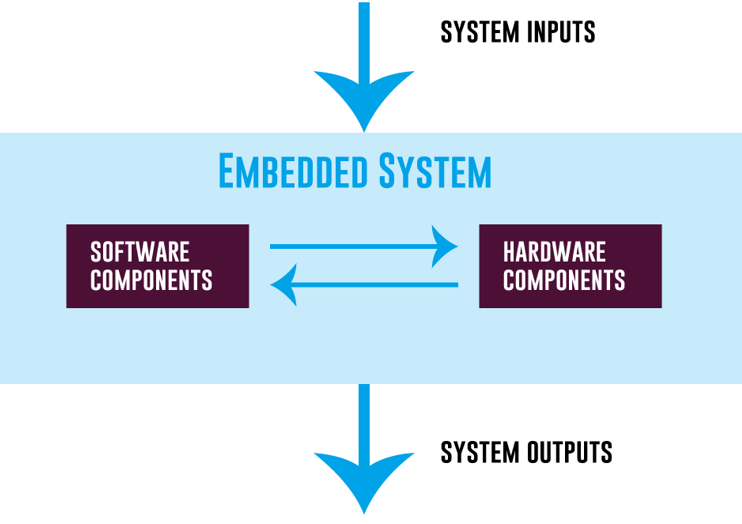 SYSTEM INPUTS
EMBEDDED SYSTEM
SOFTWARE
COMPONENTS
HARDWARE
COMPONENTS
SYSTEM OUTPUTS